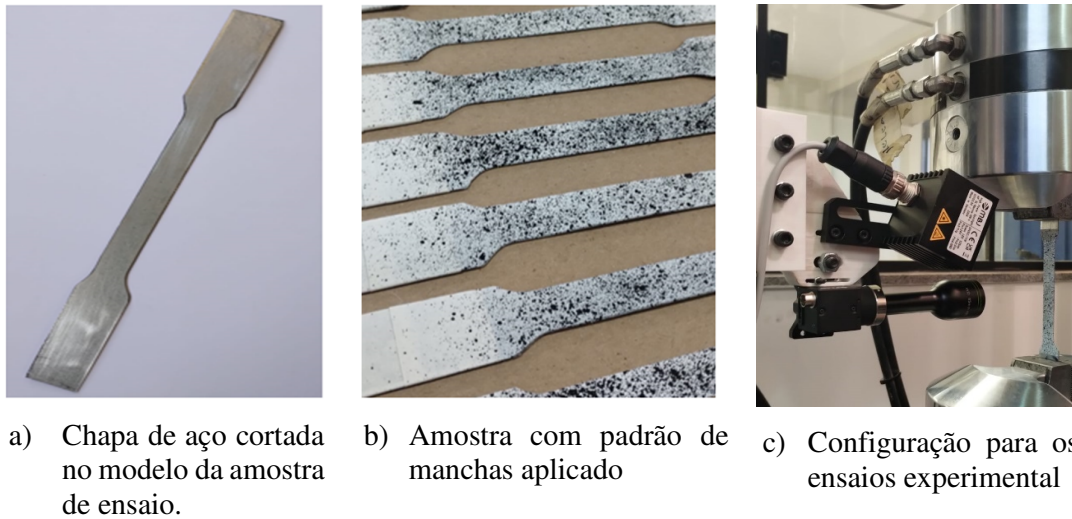 a) Chapa de aço cortada
no modelo da amostra
de ensaio.
b) Amostra com padrão de
manchas aplicado
c) Configuração para os
ensaios experimental